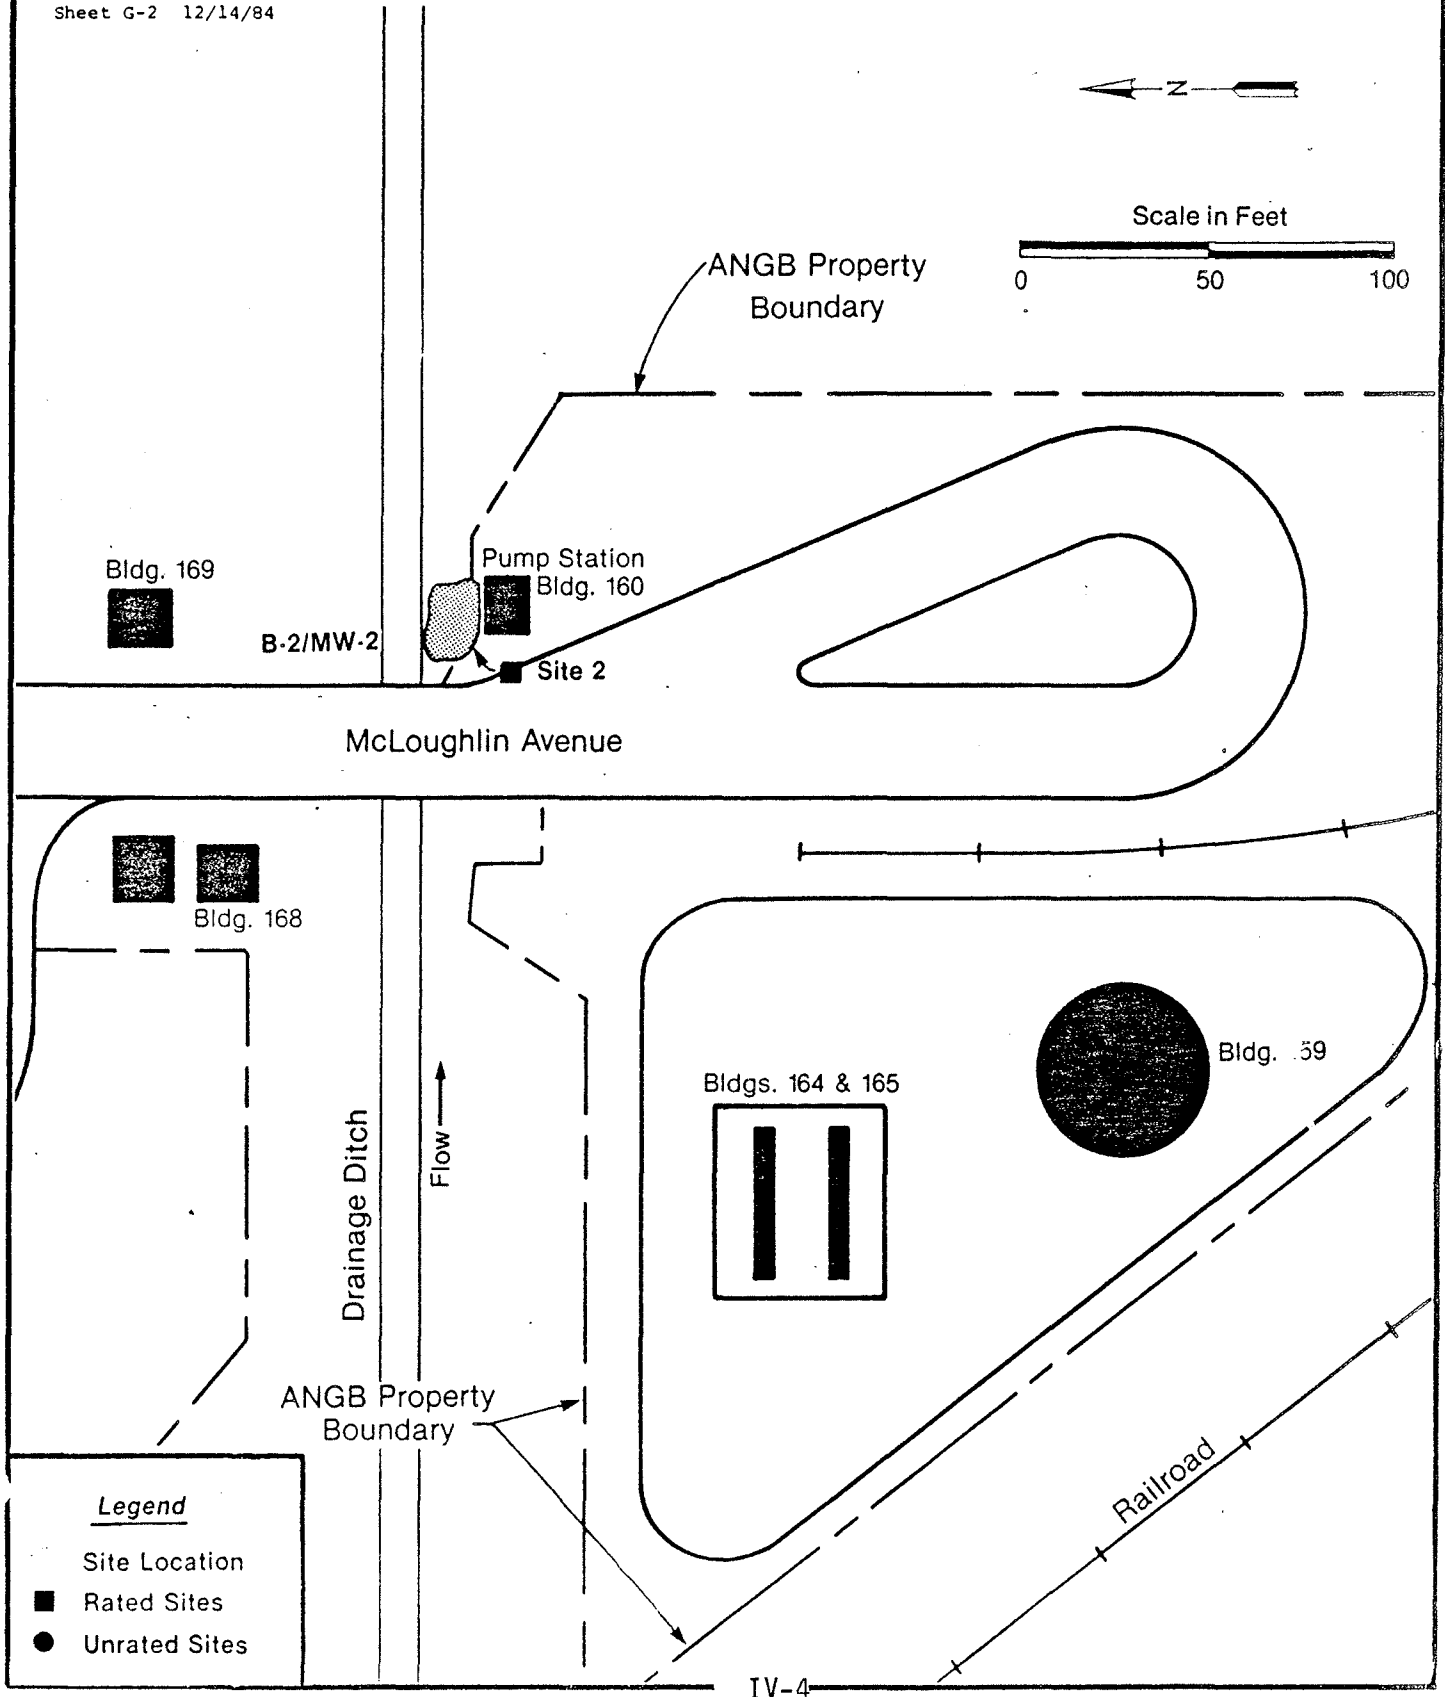 Sheet G-2 12/14/84
N
Scale in Feet
0 50 100
ANGB Property
Boundary
Bldg. 169
Pump Station
Bldg. 160
B-2/MW-2
Site 2
McLoughlin Avenue
Bldg. 168
Bldg. 59
Bldgs. 164 & 165
Drainage Ditch
Flow
ANGB Property
Boundary
Railroad
Legend
Site Location
Rated Sites
Unrated Sites
IV-4